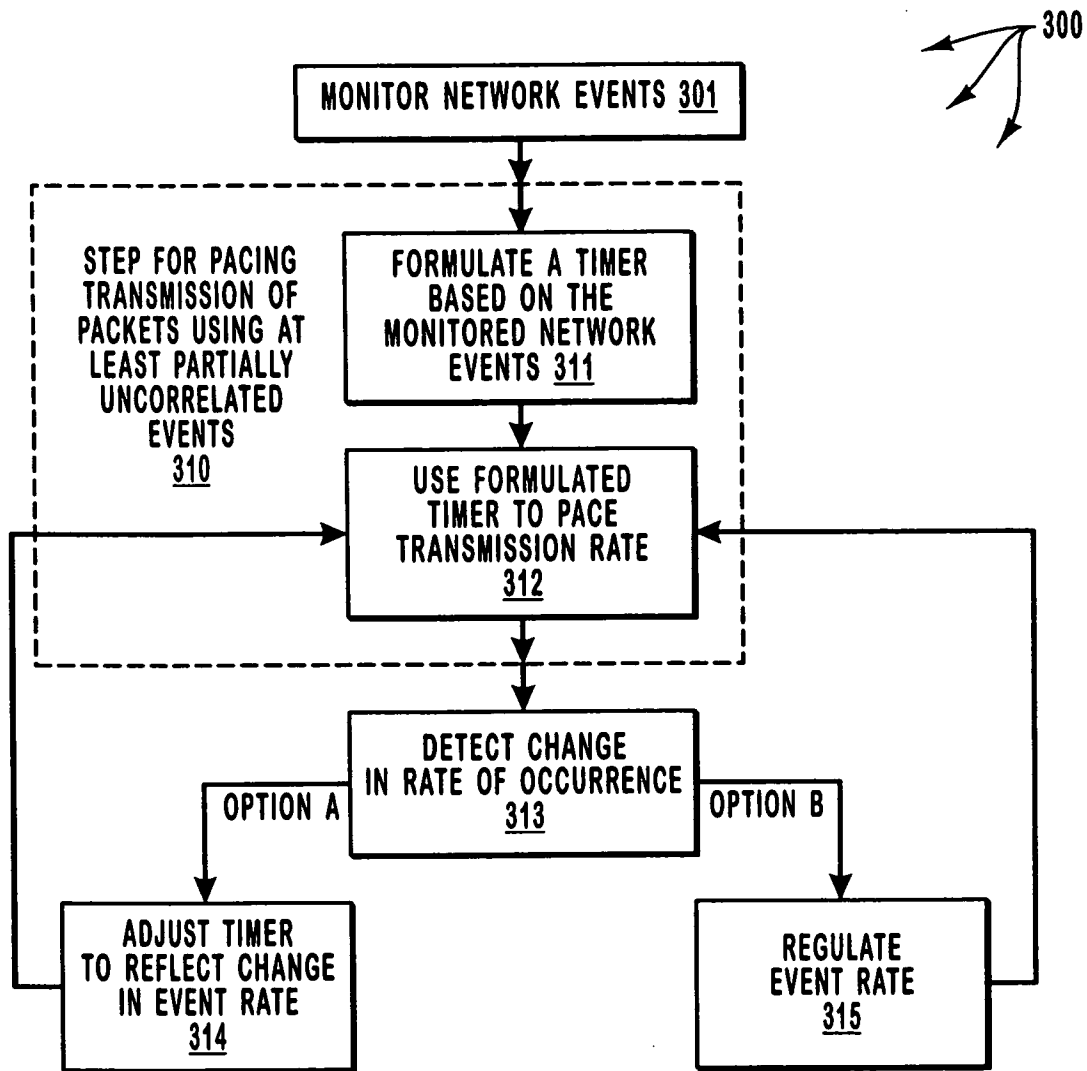 300
MONITOR NETWORK EVENTS 301
STEP FOR PACING
TRANSMISSION OF
PACKETS USING AT
LEAST PARTIALLY
UNCORRELATED
EVENTS
310
FORMULATE A TIMER
BASED ON THE
MONITORED NETWORK
EVENTS 311
USE FORMULATED
TIMER TO PACE
TRANSMISSION RATE
312
DETECT CHANGE
IN RATE OF OCCURRENCE
313
OPTION A
OPTION B
ADJUST TIMER
TO REFLECT CHANGE
IN EVENT RATE
314
REGULATE
EVENT RATE
315